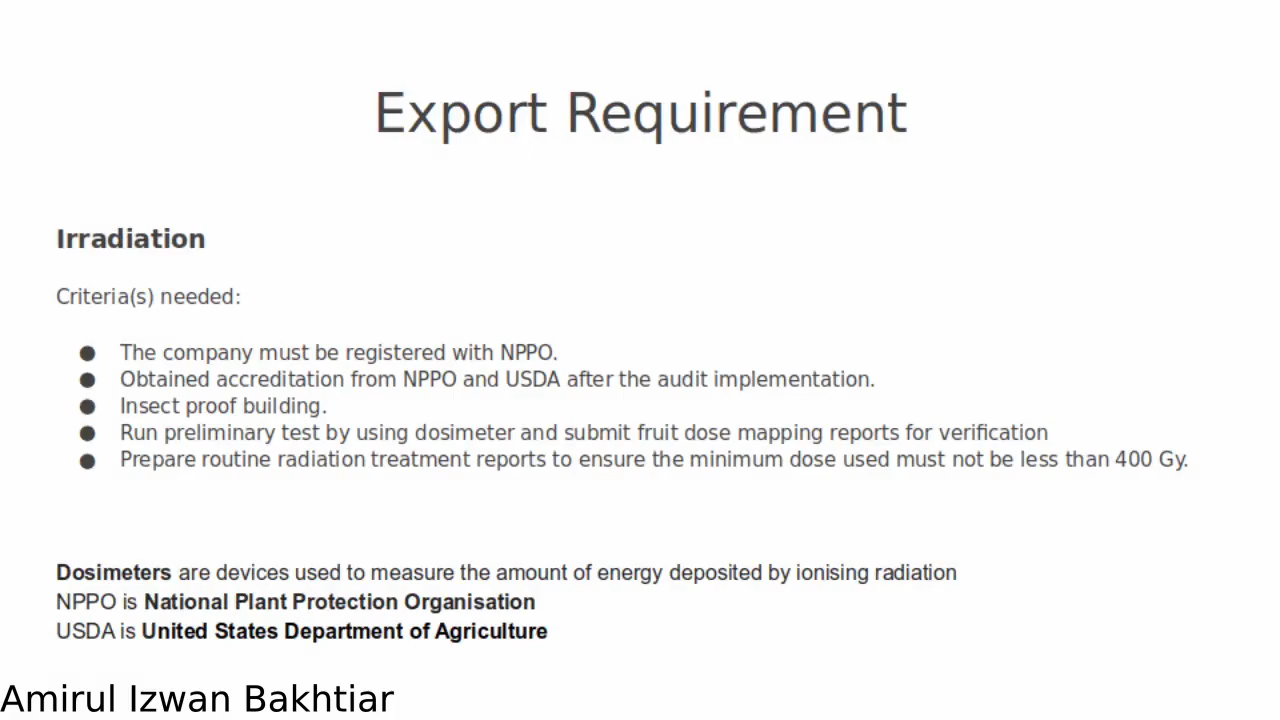 Export Requirement
Irradiation
Criteria(s) needed:
● The company must be registered with NPPO.
● Obtained accreditation from NPPO and USDA after the audit implementation.
● Insect proof building.
● Run preliminary test by using dosimeter and submit fruit dose mapping reports for verification
● Prepare routine radiation treatment reports to ensure the minimum dose used must not be less than 400 Gy.
Dosimeters are devices used to measure the amount of energy deposited by ionising radiation
NPPO is National Plant Protection Organisation
USDA is United States Department of Agriculture
Amirul Izwan Bakhtiar